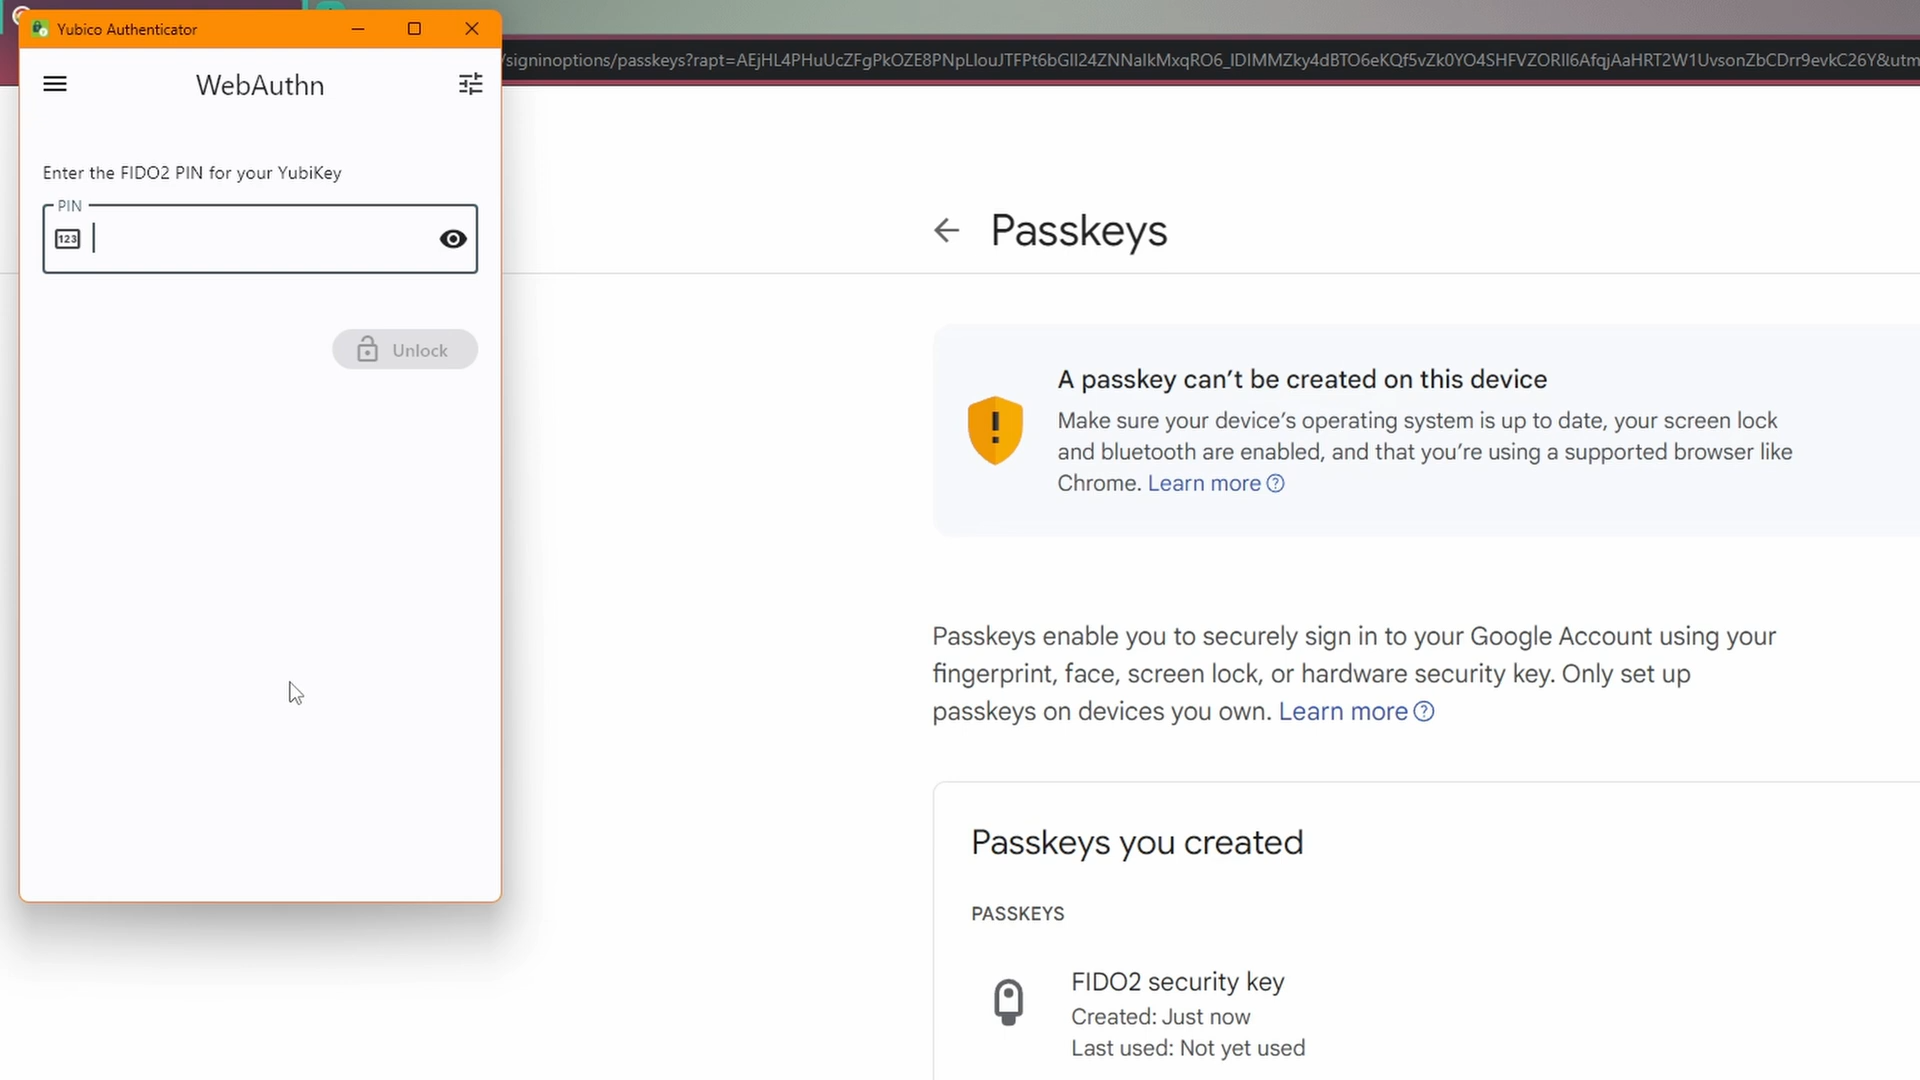 Yubico Authenticator
/signinoptions/passkeys?rapt=
WebAuthn
Enter the FIDO2 PIN for your YubiKey
PIN
123
Unlock
Passkeys
A passkey can’t be created on this device
Make sure your device’s operating system is up to date, your screen lock
and bluetooth are enabled, and that you’re using a supported browser like
Chrome. Learn more
Passkeys enable you to securely sign in to your Google Account using your
fingerprint, face, screen lock, or hardware security key. Only set up
passkeys on devices you own. Learn more
Passkeys you created
PASSKEYS
FIDO2 security key
Created: Just now
Last used: Not yet used